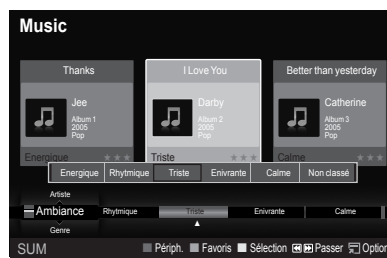 Music
Thanks I Love You Better than yesterday
Jee Darby Catherine
Album 1 Album 2 Album 3
2005 2005 2005
Pop Pop Pop
Energique Triste Calme
Energique Rhytmique Triste Enivrante Calme Non classé
Artiste
Ambiance Rhytmique Triste Enivrante Calme
Genre
SUM Périph. Favoris Sélection Passer Option